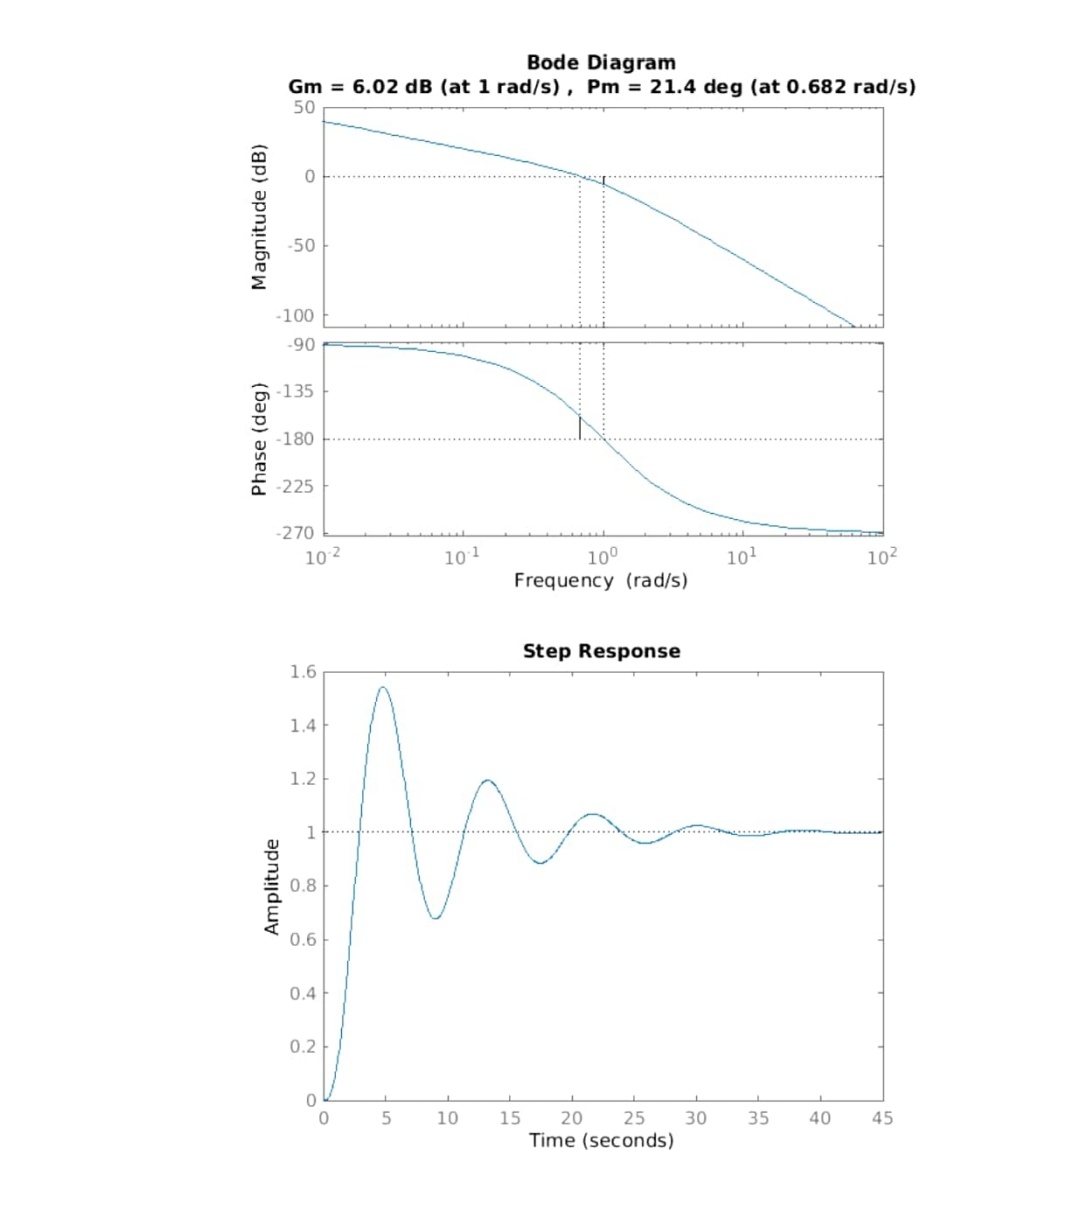 Bode Diagram
Gm = 6.02 dB (at 1 rad/s) , Pm = 21.4 deg (at 0.682 rad/s)
Magnitude (dB)
50
0
-50
-100
Phase (deg)
-90
-135
-180
-225
-270
10-2 10-1 100 101 102
Frequency (rad/s)
Step Response
Amplitude
1.6
1.4
1.2
1
0.8
0.6
0.4
0.2
0
0 5 10 15 20 25 30 35 40 45
Time (seconds)